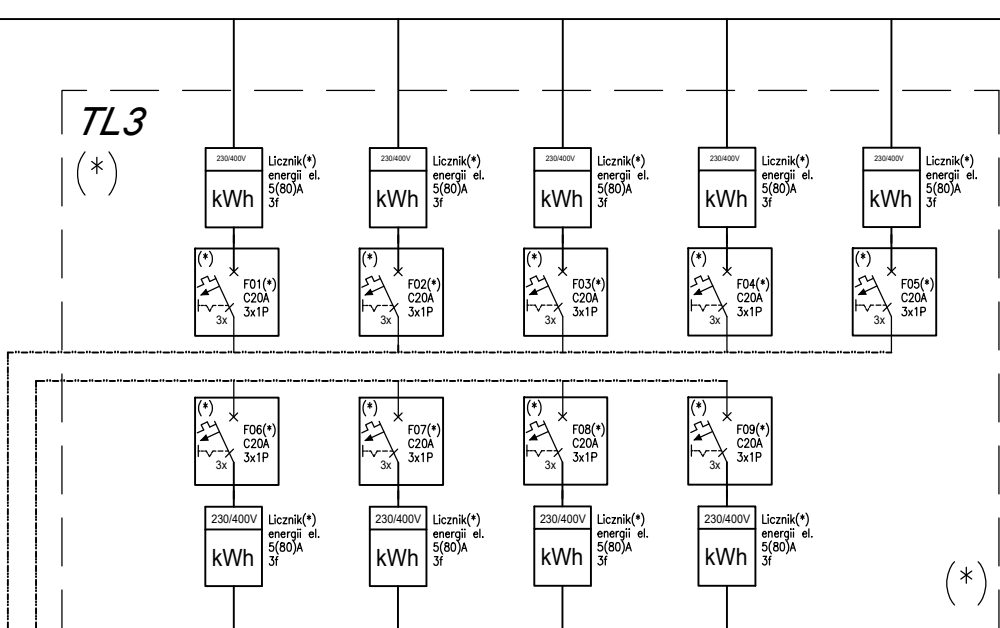 TL3
(*)
230/400V
kWh
Licznik(*)
energii el.
5(80)A
3f
230/400V
kWh
Licznik(*)
energii el.
5(80)A
3f
230/400V
kWh
Licznik(*)
energii el.
5(80)A
3f
230/400V
kWh
Licznik(*)
energii el.
5(80)A
3f
230/400V
kWh
Licznik(*)
energii el.
5(80)A
3f
(*)
F01(*)
C20A
3x1P
3x
(*)
F02(*)
C20A
3x1P
3x
(*)
F03(*)
C20A
3x1P
3x
(*)
F04(*)
C20A
3x1P
3x
(*)
F05(*)
C20A
3x1P
3x
(*)
F06(*)
C20A
3x1P
3x
(*)
F07(*)
C20A
3x1P
3x
(*)
F08(*)
C20A
3x1P
3x
(*)
F09(*)
C20A
3x1P
3x
230/400V
kWh
Licznik(*)
energii el.
5(80)A
3f
230/400V
kWh
Licznik(*)
energii el.
5(80)A
3f
230/400V
kWh
Licznik(*)
energii el.
5(80)A
3f
230/400V
kWh
Licznik(*)
energii el.
5(80)A
3f
(*)